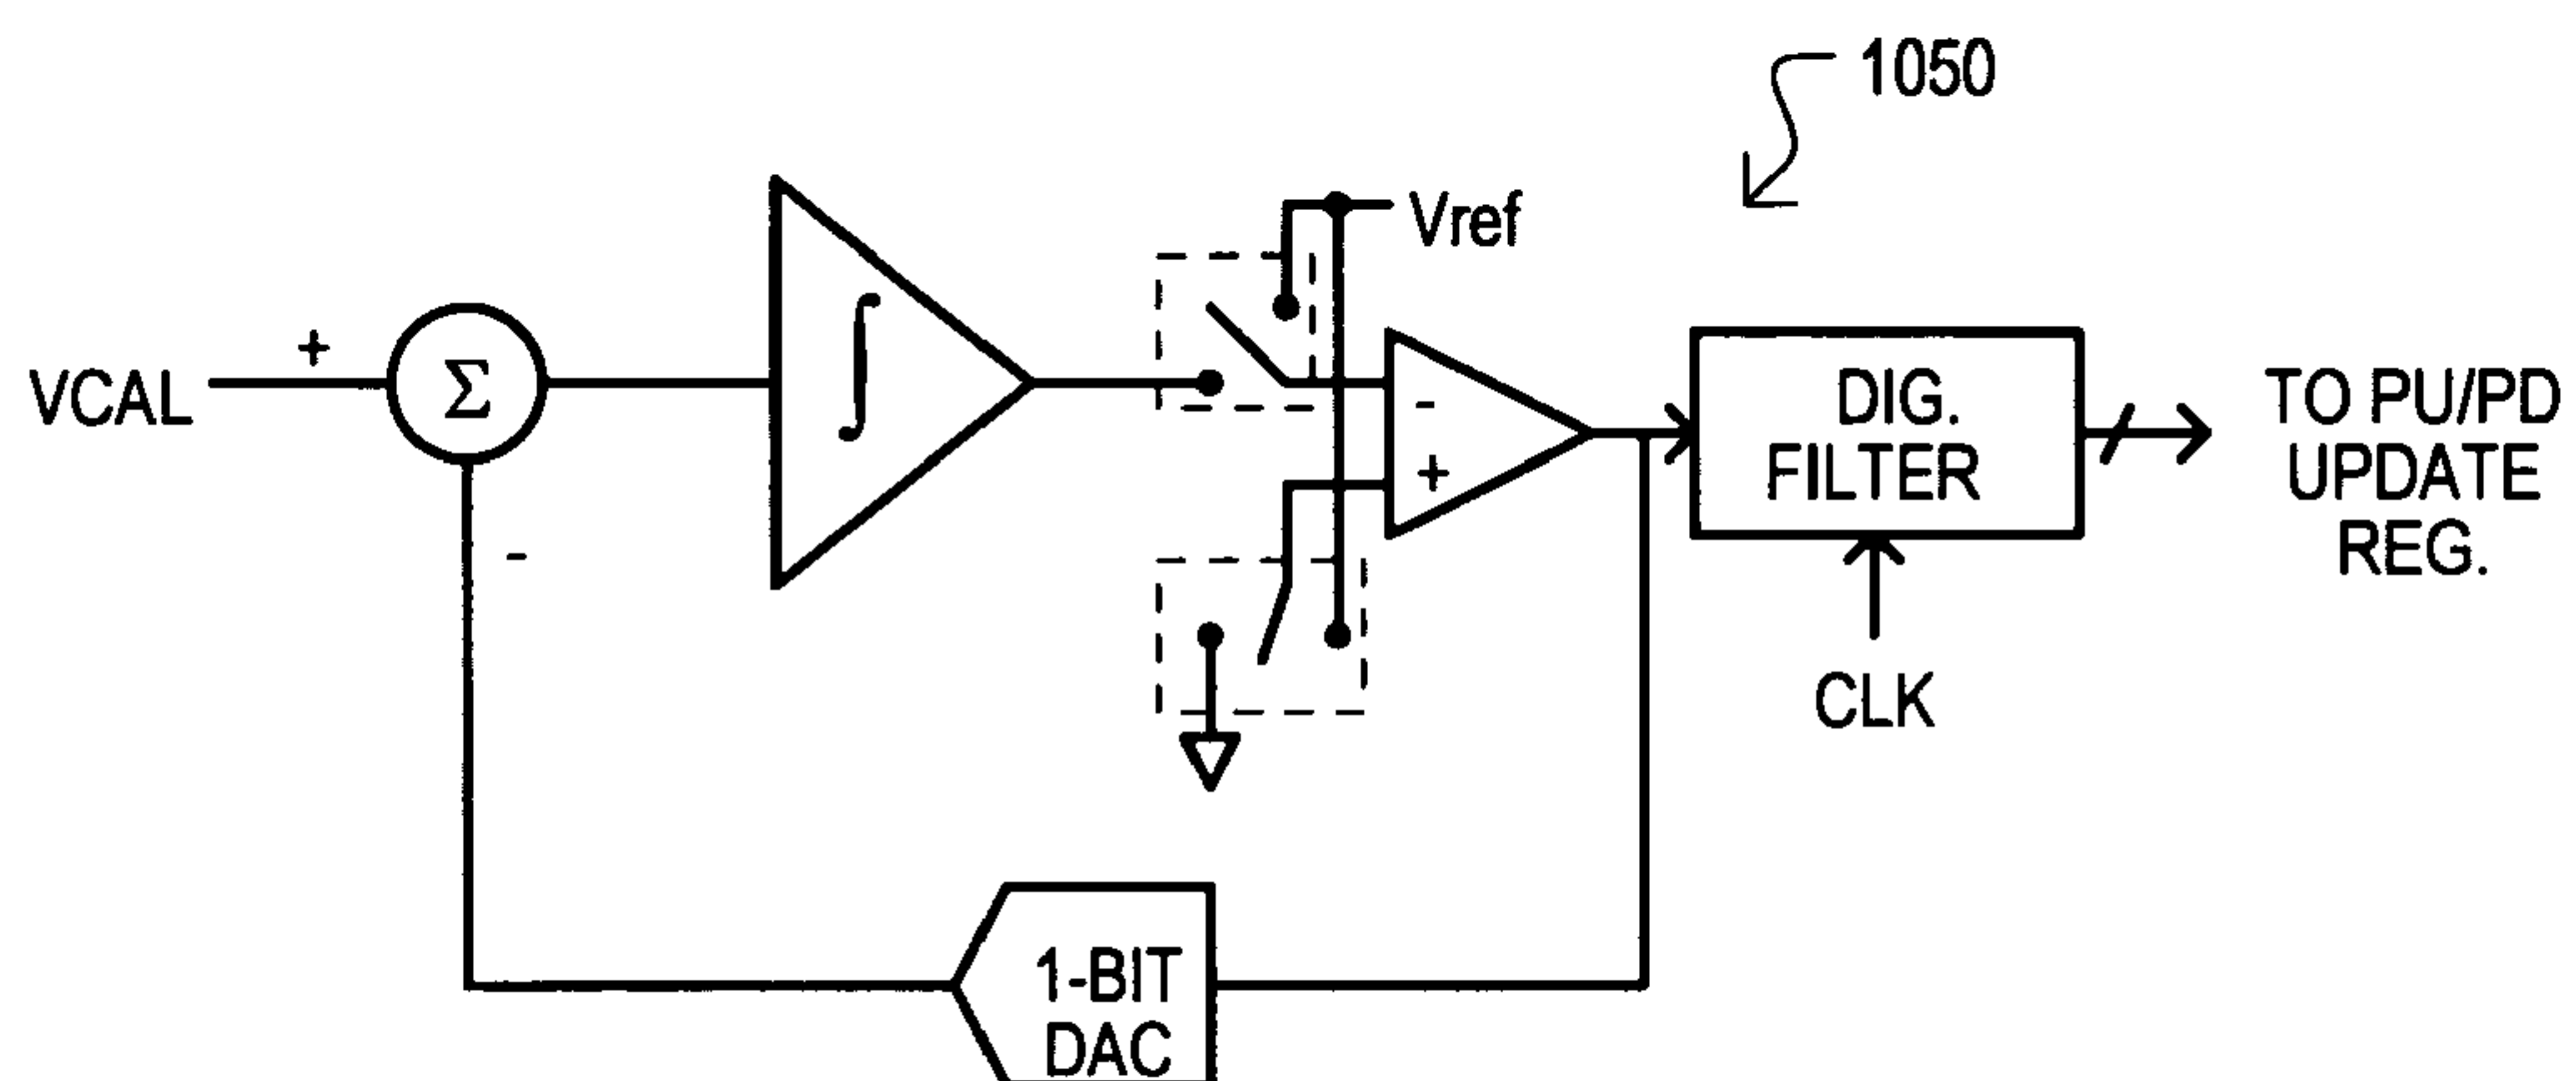 1050
Vref
VCAL
+
Σ
-
∫
-
+
DIG.
FILTER
TO PU/PD
UPDATE
REG.
CLK
1-BIT
DAC